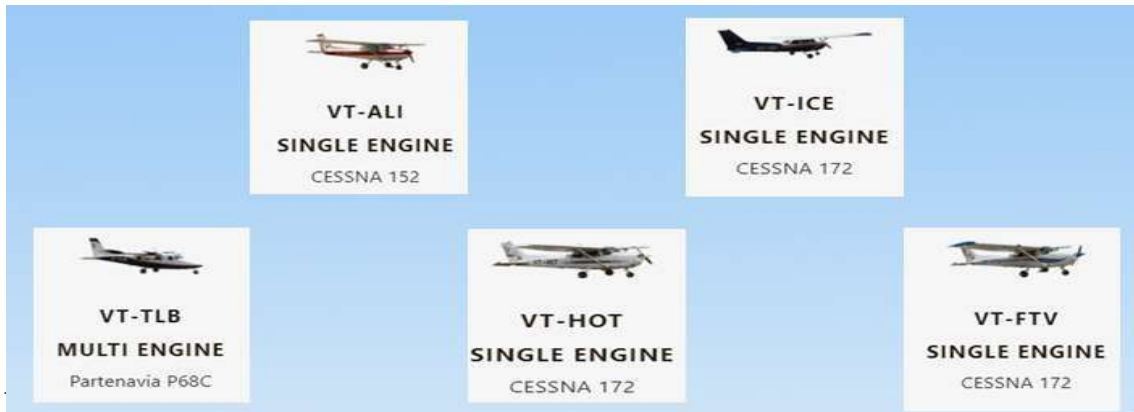 VT-ALI
SINGLE ENGINE
CESSNA 152
VT-ICE
SINGLE ENGINE
CESSNA 172
VT-TLB
MULTI ENGINE
Partenavia P68C
VT-HOT
SINGLE ENGINE
CESSNA 172
VT-FTV
SINGLE ENGINE
CESSNA 172